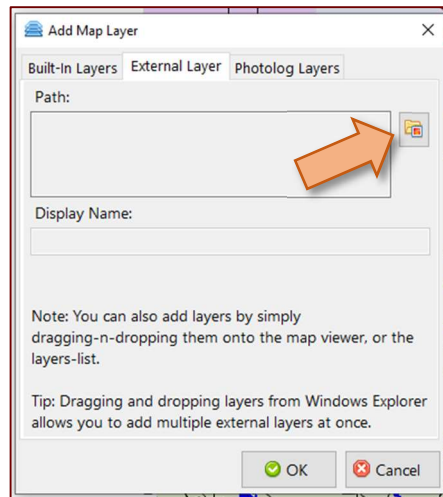 Add Map Layer
Built-In Layers External Layer Photolog Layers
Path:
Display Name:
Note: You can also add layers by simply
dragging-n-dropping them onto the map viewer, or the
layers-list.
Tip: Dragging and dropping layers from Windows Explorer
allows you to add multiple external layers at once.
OK Cancel